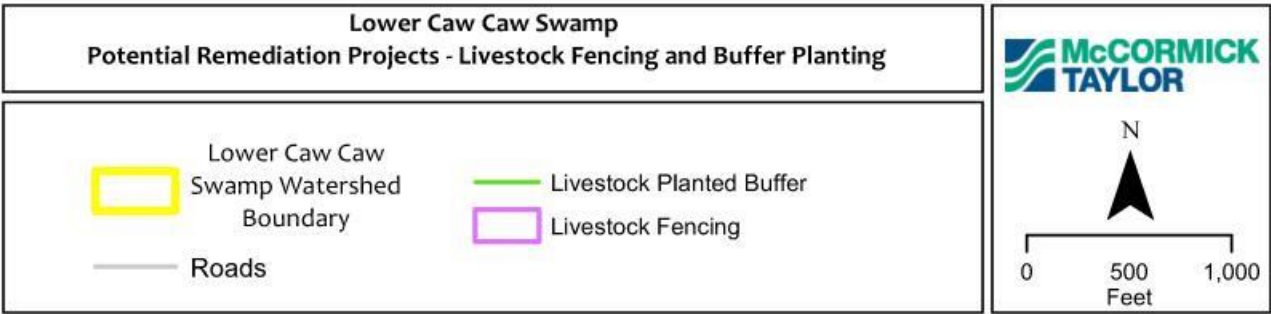 Lower Caw Caw Swamp
Potential Remediation Projects - Livestock Fencing and Buffer Planting
Lower Caw Caw
Swamp Watershed
Boundary
Roads
Livestock Planted Buffer
Livestock Fencing
McCORMICK
TAYLOR
N
0 500 1,000
Feet